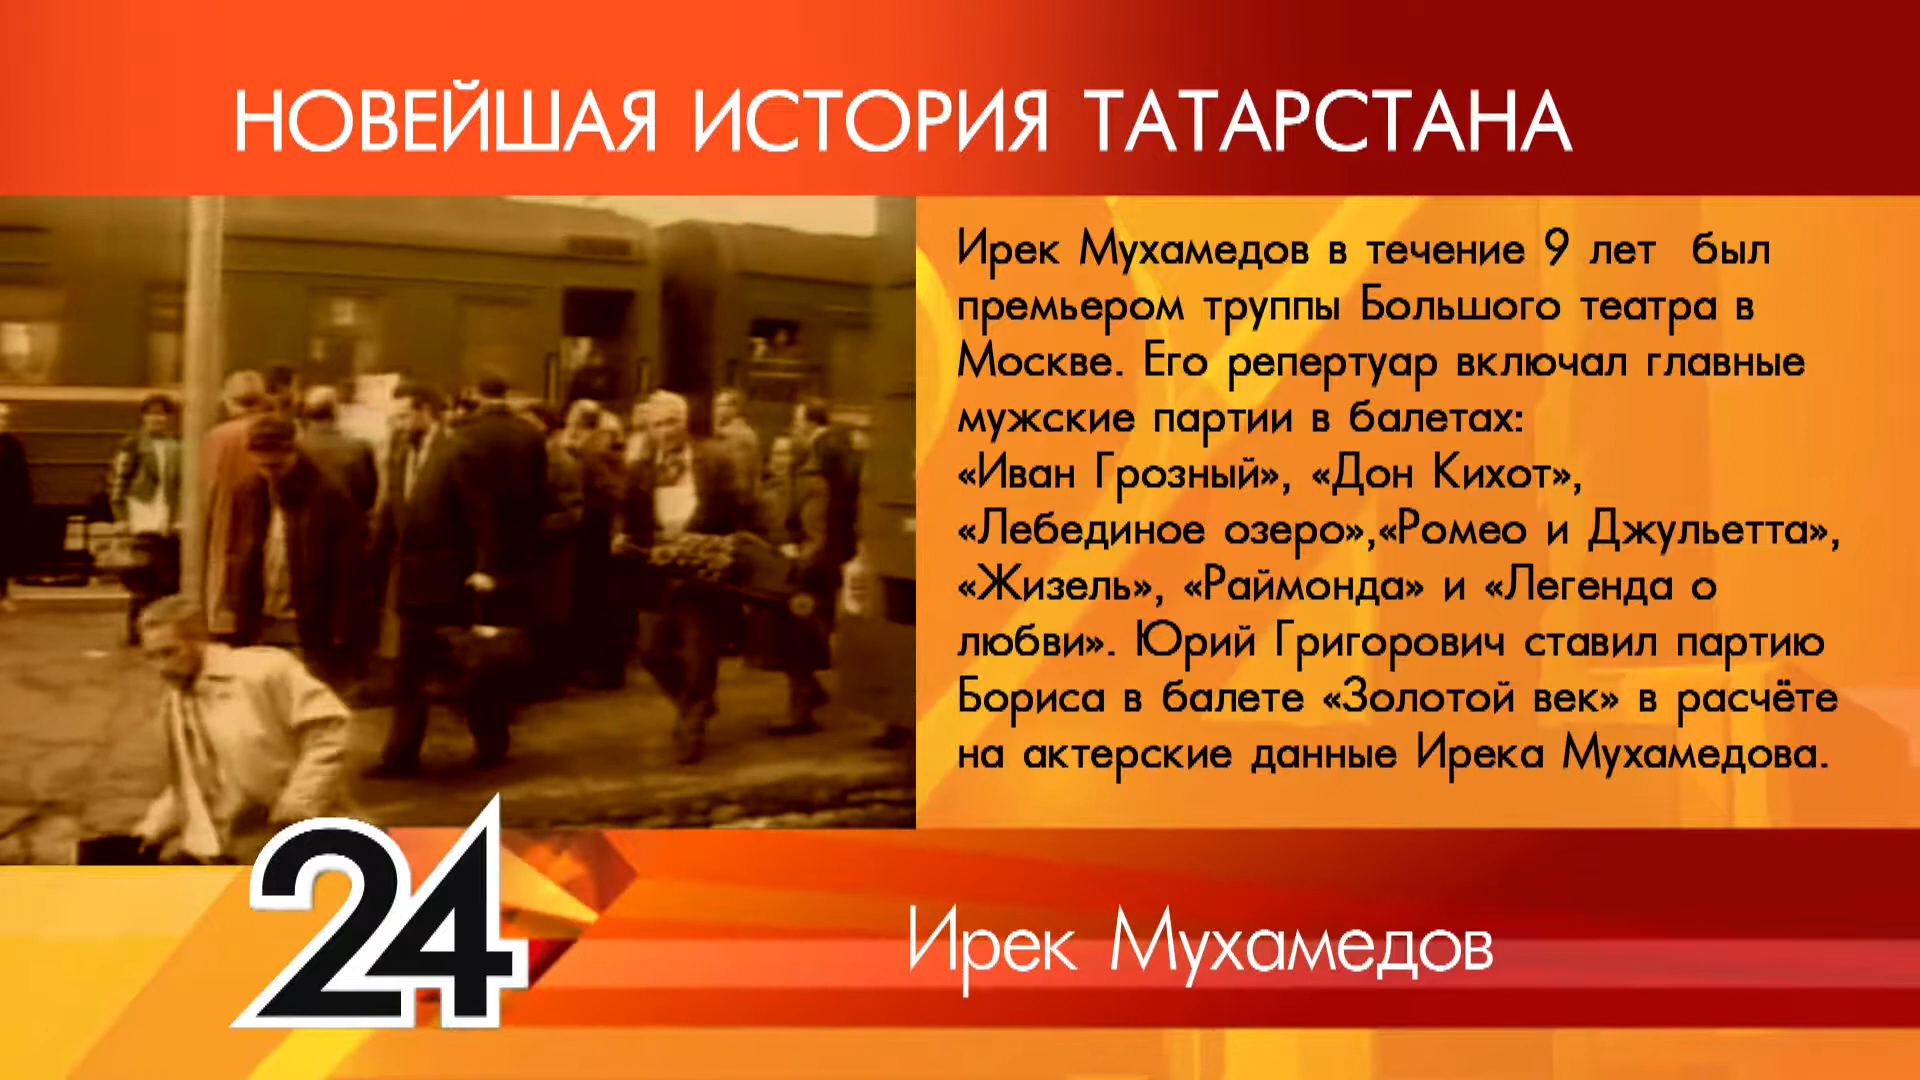 НОВЕЙШАЯ ИСТОРИЯ ТАТАРСТАНА
Ирек Мухамедов в течение 9 лет был
премьером труппы Большого театра в
Москве. Его репертуар включал главные
мужские партии в балетах:
«Иван Грозный», «Дон Кихот»,
«Лебединое озеро»,«Ромео и Джульетта»,
«Жизель», «Раймонда» и «Легенда о
любви». Юрий Григорович ставил партию
Бориса в балете «Золотой век» в расчёте
на актерские данные Ирека Мухамедова.
24
Ирек Мухамедов